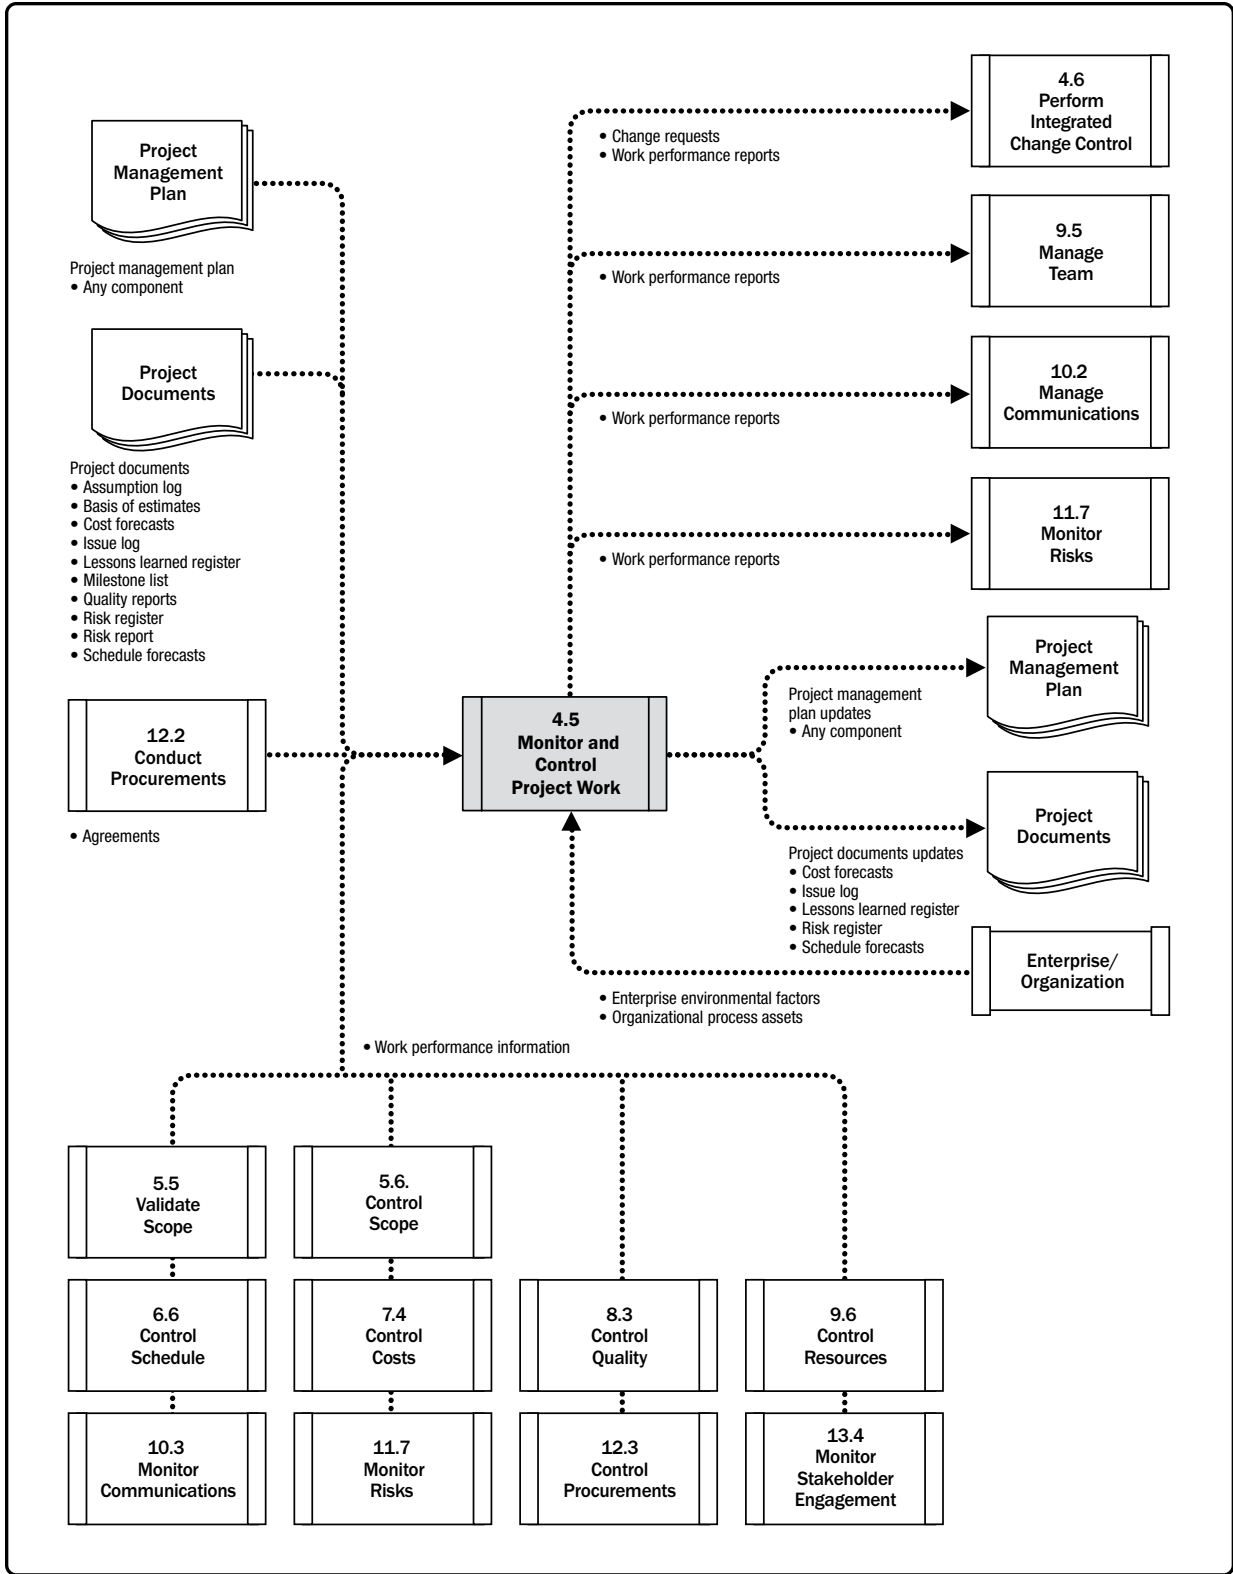 Project
Management
Plan
Project management plan
• Any component
Project
Documents
Project documents
• Assumption log
• Basis of estimates
• Cost forecasts
• Issue log
• Lessons learned register
• Milestone list
• Quality reports
• Risk register
• Risk report
• Schedule forecasts
12.2
Conduct
Procurements
• Agreements
4.6
Perform
Integrated
Change Control
• Change requests
• Work performance reports
9.5
Manage
Team
• Work performance reports
10.2
Manage
Communications
• Work performance reports
11.7
Monitor
Risks
• Work performance reports
4.5
Monitor and
Control
Project Work
Project
Management
Plan
Project management
plan updates
• Any component
Project
Documents
Project documents updates
• Cost forecasts
• Issue log
• Lessons learned register
• Risk register
• Schedule forecasts
Enterprise/
Organization
• Enterprise environmental factors
• Organizational process assets
• Work performance information
5.5
Validate
Scope
5.6.
Control
Scope
6.6
Control
Schedule
7.4
Control
Costs
8.3
Control
Quality
9.6
Control
Resources
10.3
Monitor
Communications
11.7
Monitor
Risks
12.3
Control
Procurements
13.4
Monitor
Stakeholder
Engagement